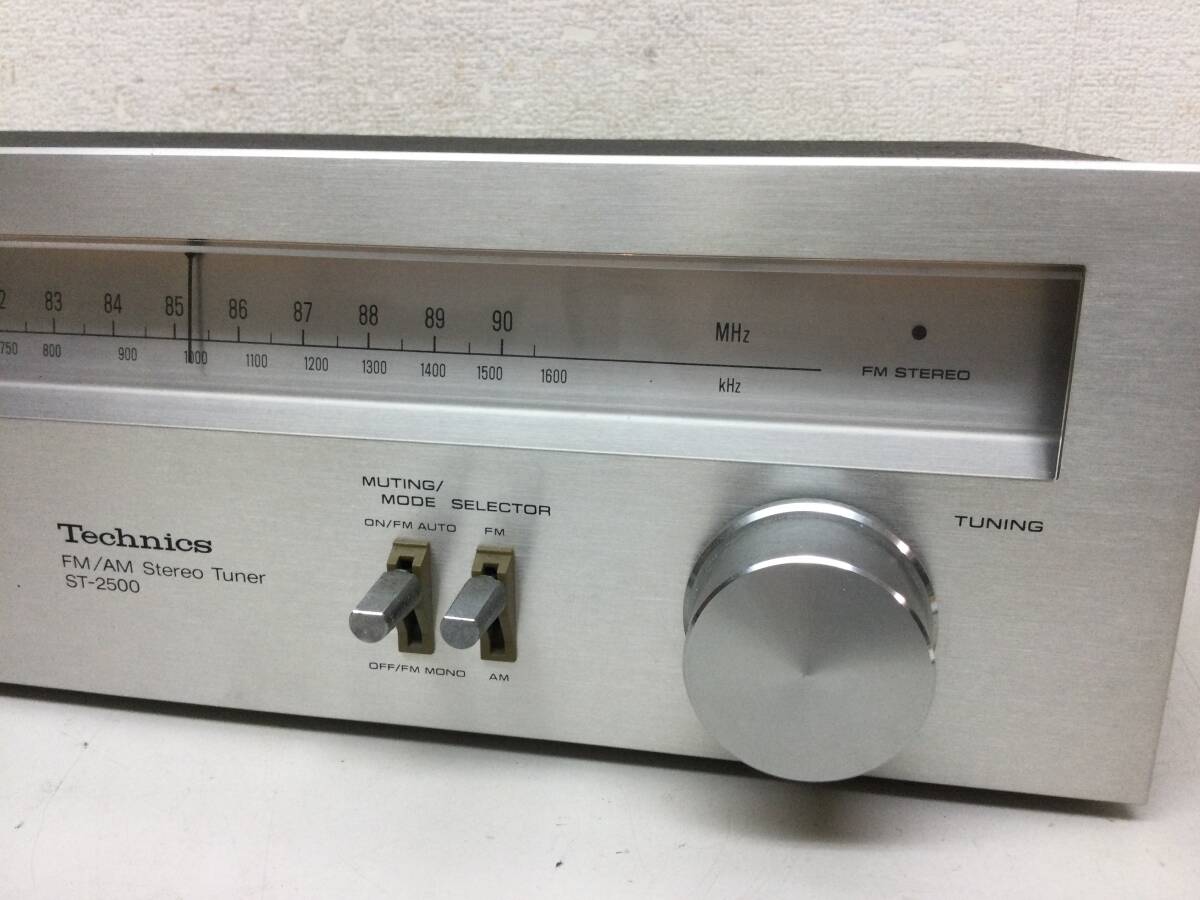 83 84 85 86 87 88 89 90 MHz
750 800 900 1000 1100 1200 1300 1400 1500 1600 kHz
FM STEREO
MUTING/
MODE SELECTOR
ON/FM AUTO FM
TUNING
Technics
FM/AM Stereo Tuner
ST-2500
OFF/FM MONO AM